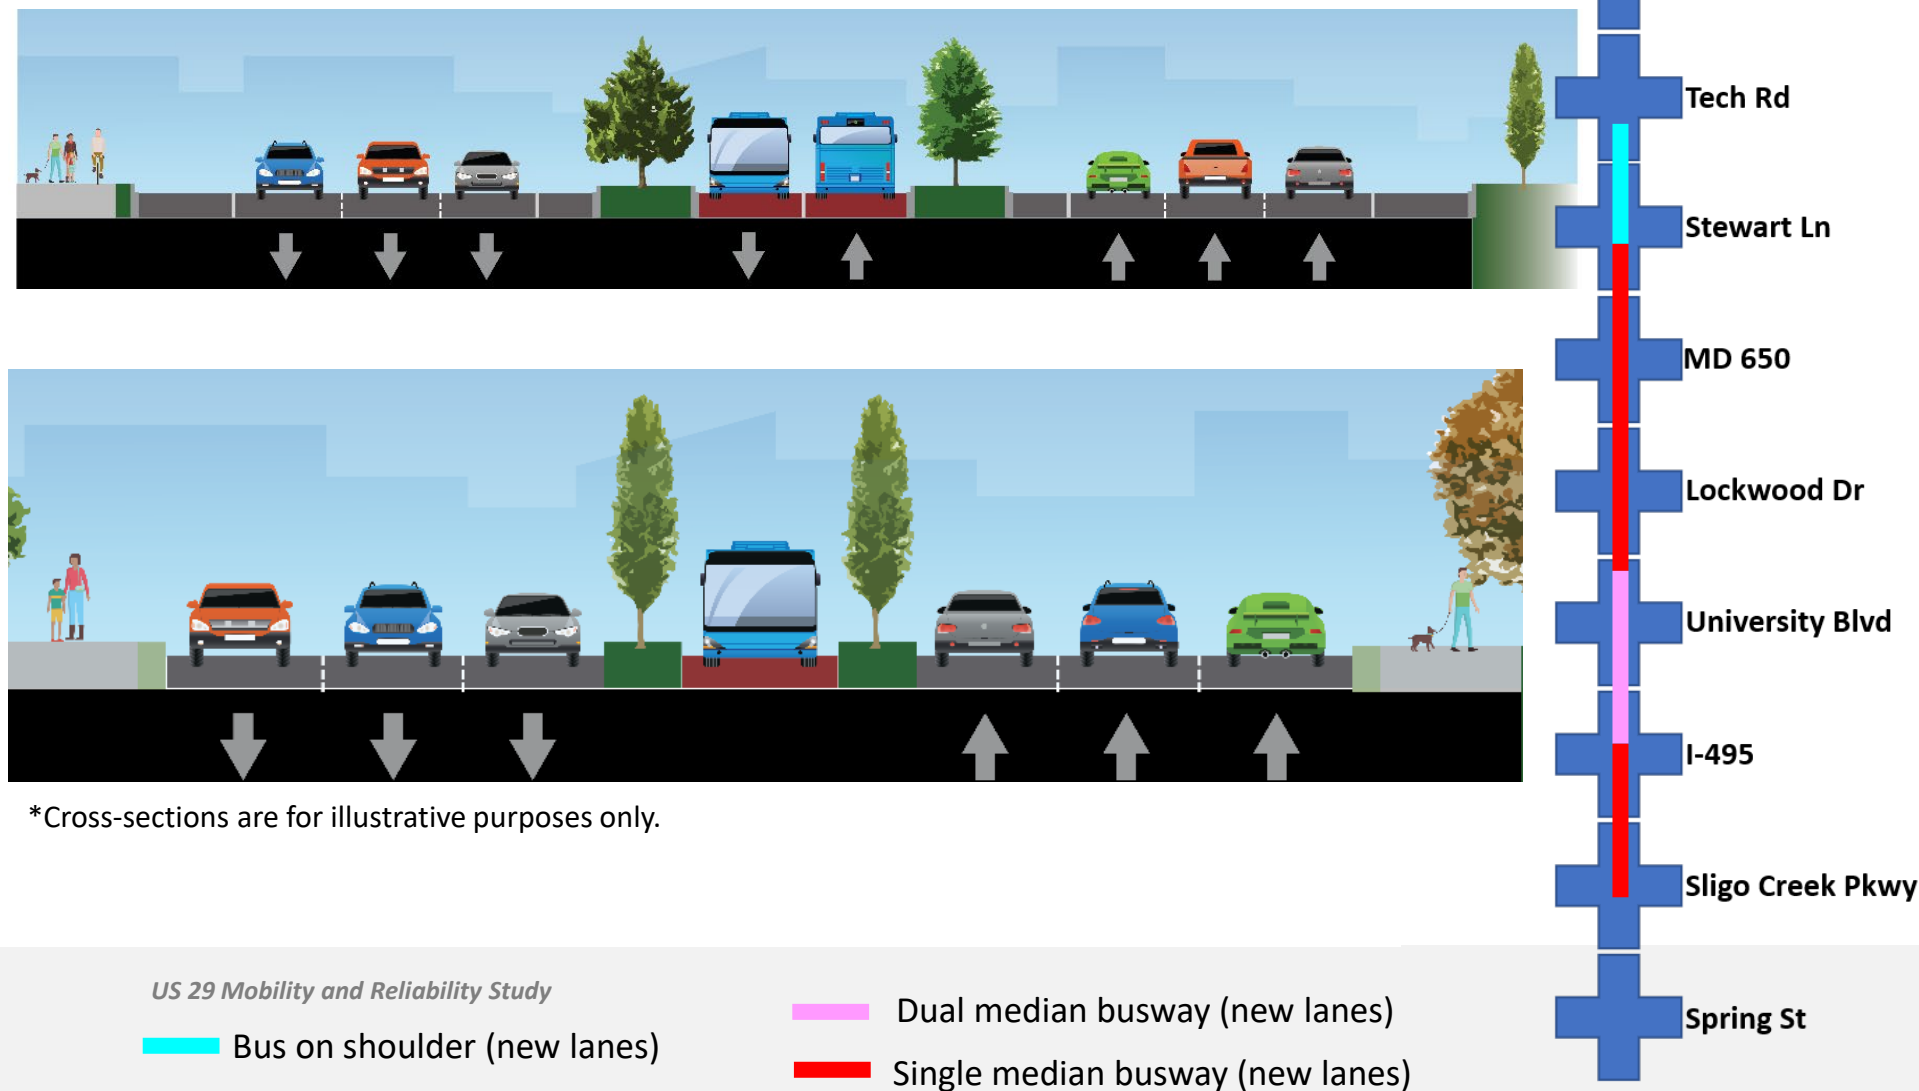 Tech Rd
Stewart Ln
MD 650
Lockwood Dr
University Blvd
I-495
Sligo Creek Pkwy
Spring St
*Cross-sections are for illustrative purposes only.
US 29 Mobility and Reliability Study
Bus on shoulder (new lanes)
Dual median busway (new lanes)
Single median busway (new lanes)